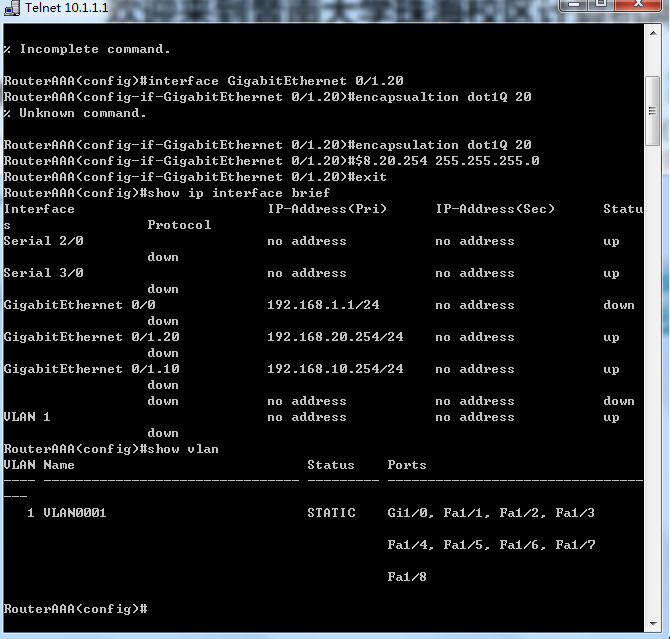 Telnet 10.1.1.1
% Incomplete command.
RouterAAA(config)#interface GigabitEthernet 0/1.20
RouterAAA(config-if-GigabitEthernet 0/1.20)#encapsualtion dot1Q 20
% Unknown command.
RouterAAA(config-if-GigabitEthernet 0/1.20)#encapsulation dot1Q 20
RouterAAA(config-if-GigabitEthernet 0/1.20)#$8.20.254 255.255.255.0
RouterAAA(config-if-GigabitEthernet 0/1.20)#exit
RouterAAA(config)#show ip interface brief
Interface                        IP-Address(Pri)      IP-Address(Sec)      Statu
s                 Protocol
Serial 2/0                       no address           no address           up
                  down
Serial 3/0                       no address           no address           up
                  down
GigabitEthernet 0/0              192.168.1.1/24       no address           down
                  down
GigabitEthernet 0/1.20           192.168.20.254/24    no address           up
                  down
GigabitEthernet 0/1.10           192.168.10.254/24    no address           up
                  down
                  down           no address           no address           down
VLAN 1                           no address           no address           up
                  down
RouterAAA(config)#show vlan
VLAN Name                             Status    Ports
---- -------------------------------- --------- --------------------------------
---
   1 VLAN0001                         STATIC    Gi1/0, Fa1/1, Fa1/2, Fa1/3
                                                Fa1/4, Fa1/5, Fa1/6, Fa1/7
                                                Fa1/8
RouterAAA(config)#